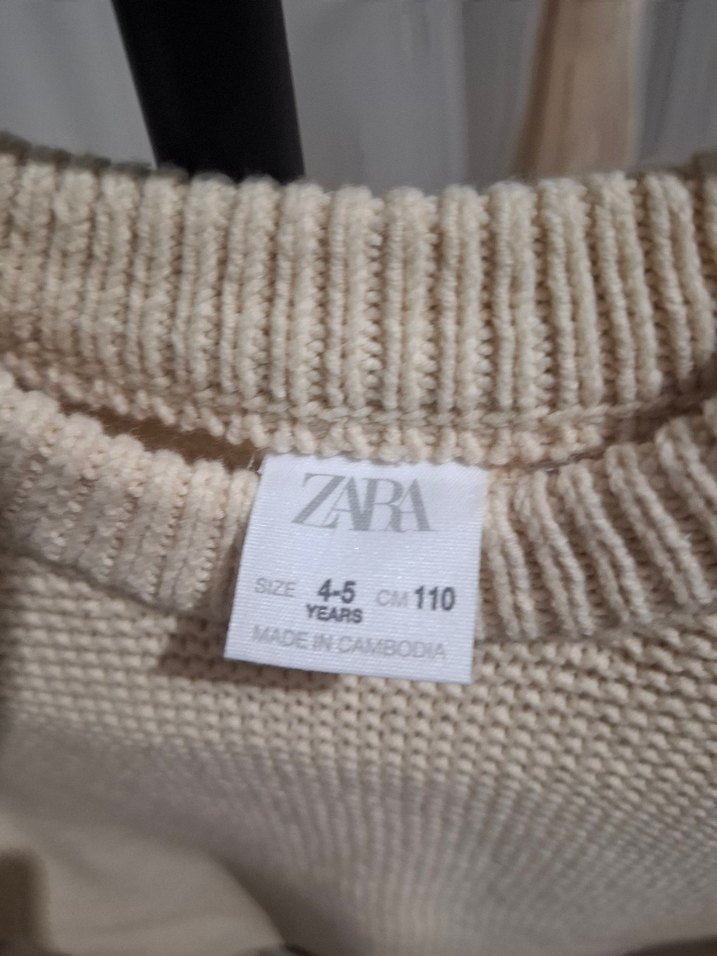 ZARA
SIZE 4-5 YEARS CM 110
MADE IN CAMBODIA